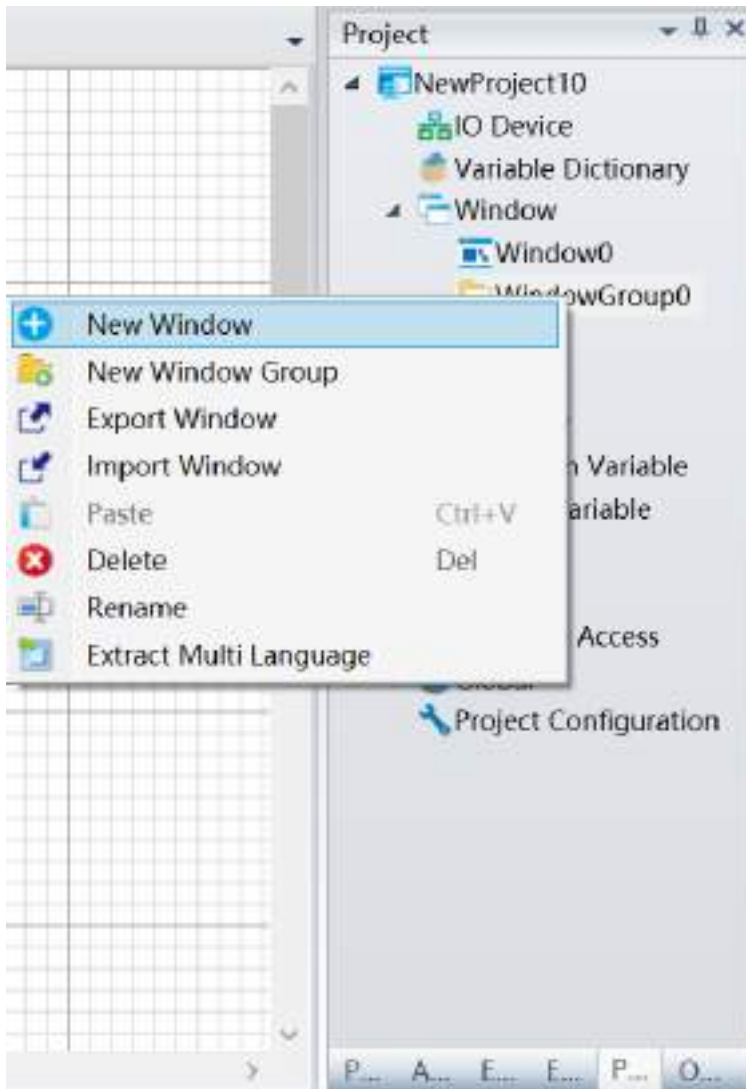 Project
NewProject10
IO Device
Variable Dictionary
Window
Window0
WindowGroup0
New Window
New Window Group
Export Window
Import Window
Variable
Paste Ctrl+V
ariable
Delete Del
Rename
Access
Extract Multi Language
Global
Project Configuration
P... A... E... E... P... O...